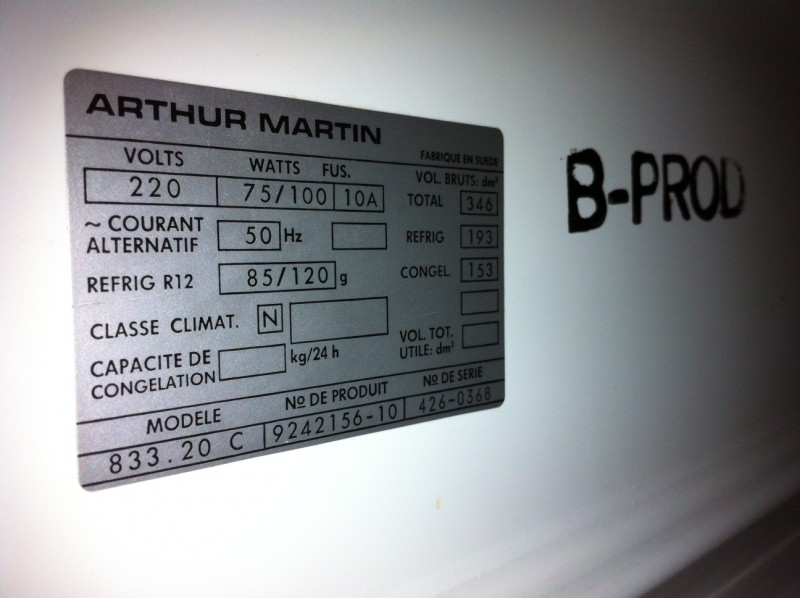 ARTHUR MARTIN
FABRIQUE EN SUEDE
VOLTS WATTS FUS.
220 75/100 10A
VOL. BRUTS: dm³
TOTAL 346
~ COURANT
ALTERNATIF 50 Hz
REFRIG 193
REFRIG R12 85/120 g
CONGEL. 153
CLASSE CLIMAT. N
VOL. TOT.
UTILE: dm³
CAPACITE DE
CONGELATION kg/24 h
MODELE Nº DE PRODUIT Nº DE SERIE
833.20 C 9242156-10 426-0368
B-PROD